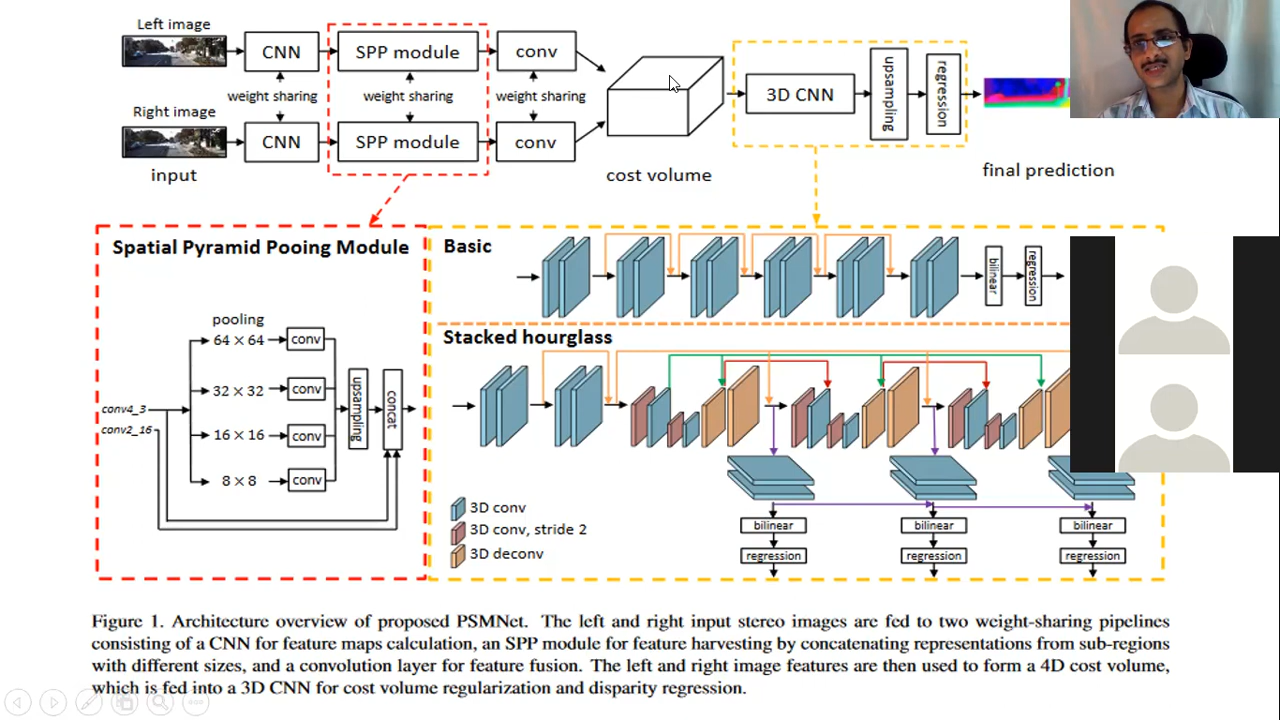 Left image
CNN
SPP module
conv
weight sharing
weight sharing
weight sharing
Right image
CNN
SPP module
conv
input
cost volume
3D CNN
upsampling
regression
final prediction
Spatial Pyramid Pooing Module
pooling
64 × 64
conv
32 × 32
conv
16 × 16
conv
8 × 8
conv
conv4_3
conv2_16
upsampling
concat
Basic
bilinear
regression
Stacked hourglass
3D conv
3D conv, stride 2
3D deconv
bilinear
bilinear
bilinear
regression
regression
regression
Figure 1. Architecture overview of proposed PSMNet. The left and right input stereo images are fed to two weight-sharing pipelines
consisting of a CNN for feature maps calculation, an SPP module for feature harvesting by concatenating representations from sub-regions
with different sizes, and a convolution layer for feature fusion. The left and right image features are then used to form a 4D cost volume,
which is fed into a 3D CNN for cost volume regularization and disparity regression.